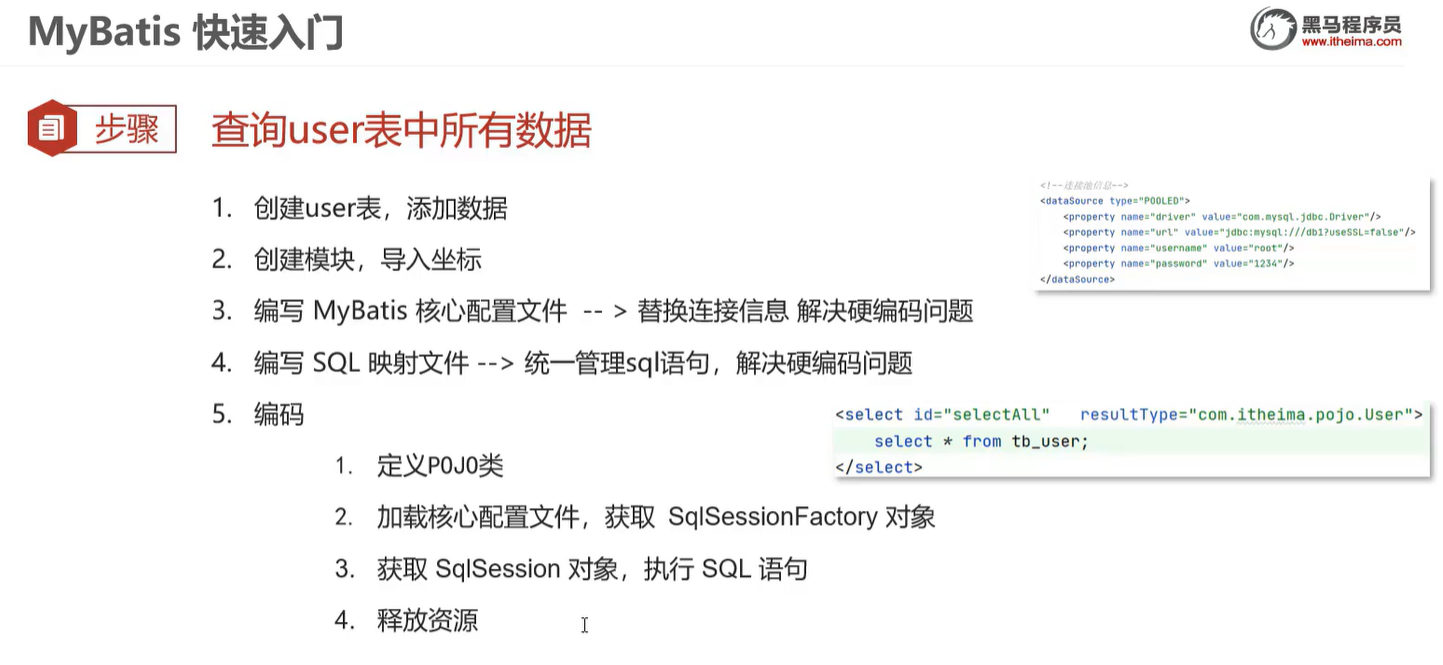 MyBatis 快速入门
黑马程序员
www.itheima.com
步骤
查询user表中所有数据
1. 创建user表，添加数据
2. 创建模块，导入坐标
3. 编写 MyBatis 核心配置文件 -- > 替换连接信息 解决硬编码问题
4. 编写 SQL 映射文件 --> 统一管理sql语句，解决硬编码问题
5. 编码
1. 定义POJO类
2. 加载核心配置文件，获取 SqlSessionFactory 对象
3. 获取 SqlSession 对象，执行 SQL 语句
4. 释放资源
<!--连接池信息-->
<dataSource type="POOLED">
<property name="driver" value="com.mysql.jdbc.Driver"/>
<property name="url" value="jdbc:mysql:///db1?useSSL=false"/>
<property name="username" value="root"/>
<property name="password" value="1234"/>
</dataSource>
<select id="selectAll" resultType="com.itheima.pojo.User">
select * from tb_user;
</select>